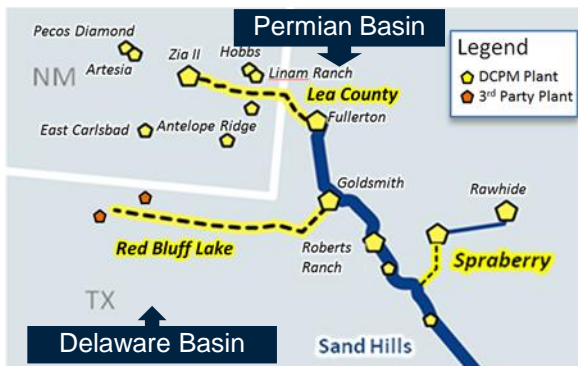 Permian Basin
Legend
DCPM Plant
3rd Party Plant
Pecos Diamond
Artesia
Zia II
Hobbs
Linam Ranch
NM
Lea County
East Carlsbad
Antelope Ridge
Fullerton
Goldsmith
Rawhide
Red Bluff Lake
Roberts
Ranch
Spraberry
TX
Delaware Basin
Sand Hills